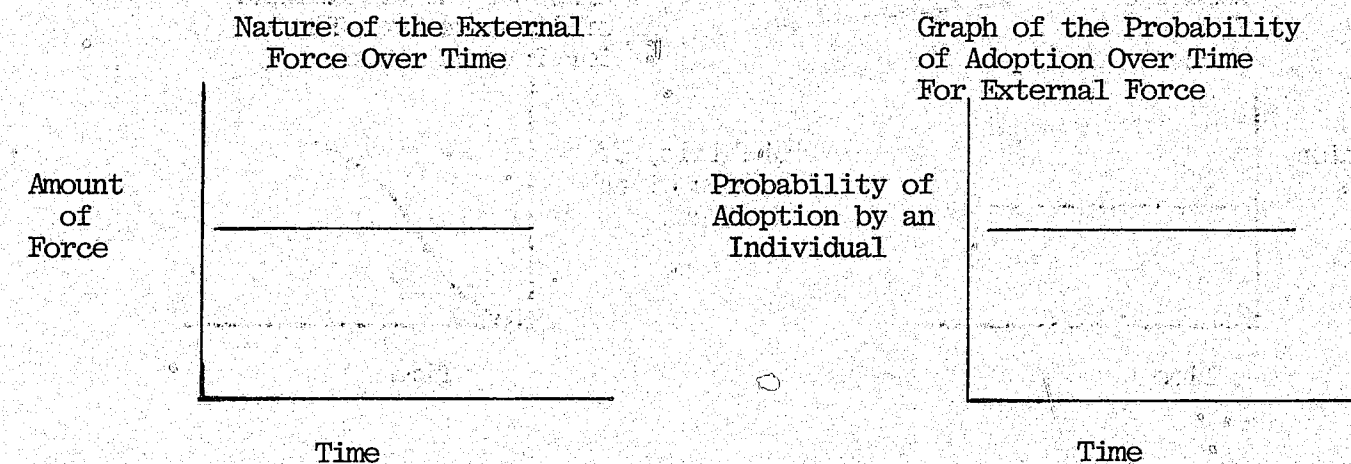 Nature of the External
Force Over Time
Amount
of
Force
Time
Graph of the Probability
of Adoption Over Time
For External Force
Probability of
Adoption by an
Individual
Time